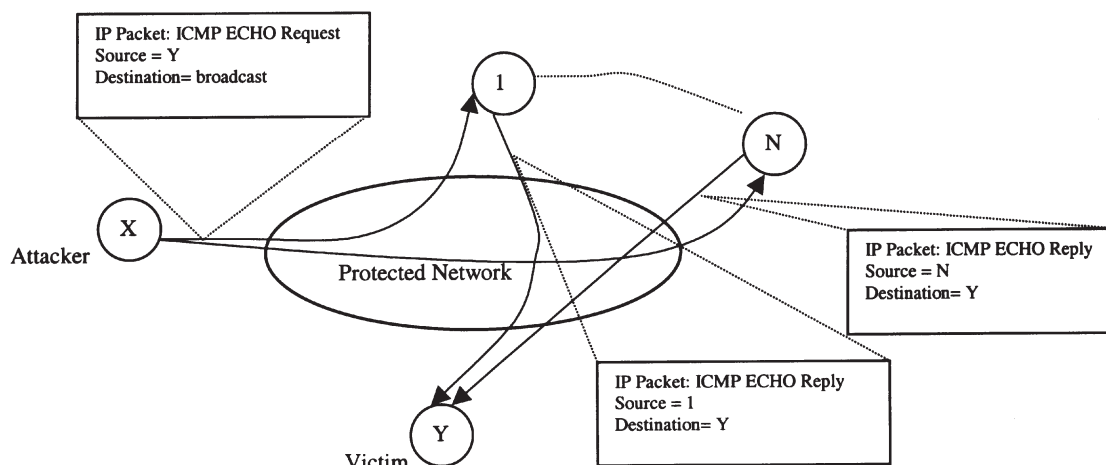 IP Packet: ICMP ECHO Request
Source = Y
Destination= broadcast
1
N
X
Attacker
Protected Network
IP Packet: ICMP ECHO Reply
Source = N
Destination= Y
IP Packet: ICMP ECHO Reply
Source = 1
Destination= Y
Y
Victim